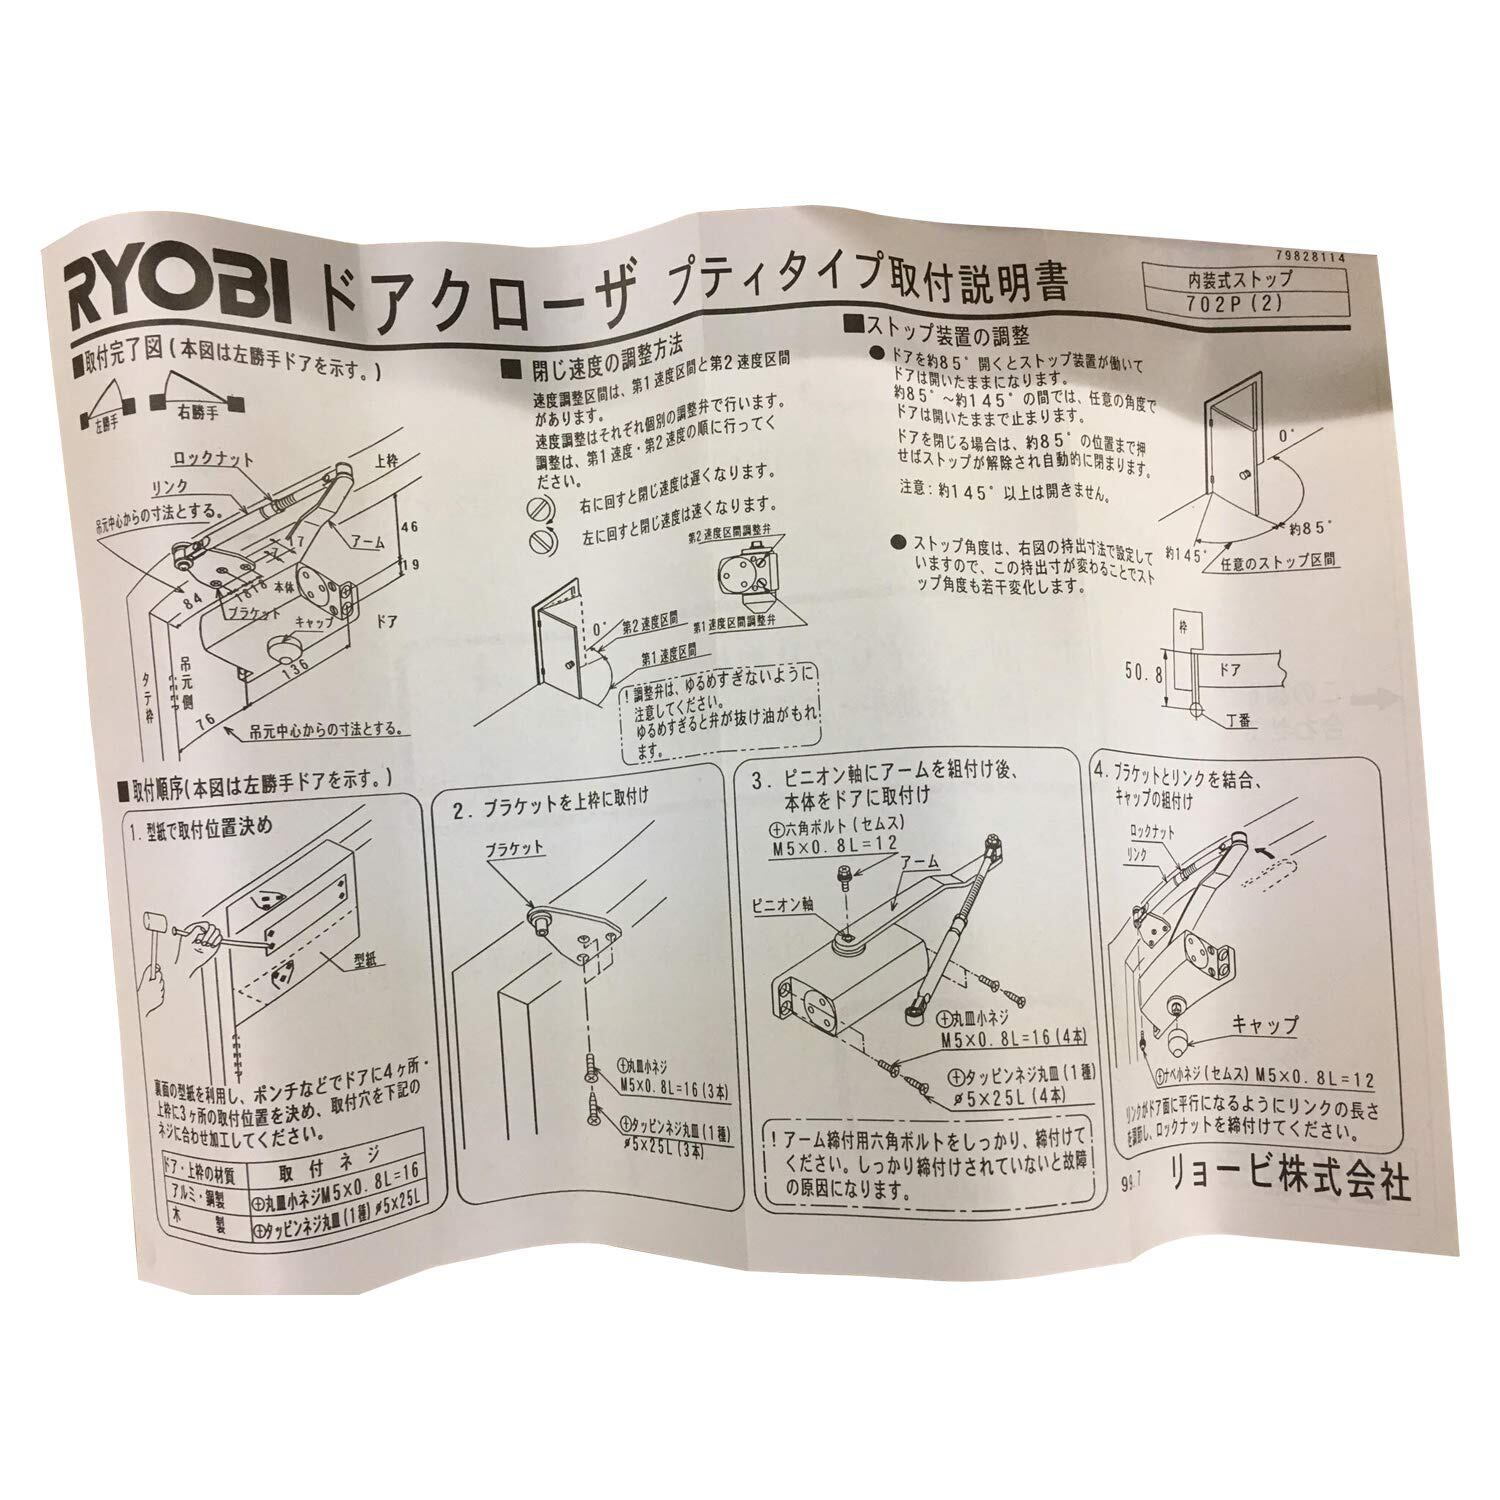 79828114
RYOBI ドアクローザ プティタイプ取付説明書
内装式ストップ
702P(2)
■取付完了図(本図は左勝手ドアを示す。)
左勝手
右勝手
ロックナット
リンク
吊元中心からの寸法とする。
上枠
アーム
46
19
17
7
18
18
84
ブラケット
本体
キャップ
ドア
136
タテ枠
吊元側
76
吊元中心からの寸法とする。
■閉じ速度の調整方法
速度調整区間は、第1速度区間と第2速度区間
があります。
速度調整はそれぞれ個別の調整弁で行います。
調整は、第1速度・第2速度の順に行ってく
ださい。
右に回すと閉じ速度は遅くなります。
左に回すと閉じ速度は速くなります。
第2速度区間調整弁
第1速度区間調整弁
0°
第2速度区間
第1速度区間
!調整弁は、ゆるめすぎないように
注意してください。
ゆるめすぎると弁が抜け油がもれ
ます。
■ストップ装置の調整
●ドアを約85°開くとストップ装置が働いて
ドアは開いたままになります。
約85°~約145°の間では、任意の角度で
ドアは開いたままで止まります。
ドアを閉じる場合は、約85°の位置まで押
せばストップが解除され自動的に閉まります。
注意:約145°以上は開きません。
0°
約85°
約145°
任意のストップ区間
●ストップ角度は、右図の持出寸法で設定して
いますので、この持出寸が変わることでスト
ップ角度も若干変化します。
枠
ドア
50.8
丁番
■取付順序(本図は左勝手ドアを示す。)
1.型紙で取付位置決め
型紙
裏面の型紙を利用し、ポンチなどでドアに4ヶ所・
上枠に3ヶ所の取付位置を決め、取付穴を下記の
ネジに合わせ加工してください。
ドア・上枠の材質 取付ネジ
アルミ・鋼製 ⊕丸皿小ネジM5×0.8L=16
木製 ⊕タッピンネジ丸皿(1種)φ5×25L
2.ブラケットを上枠に取付け
ブラケット
⊕丸皿小ネジ
M5×0.8L=16(3本)
⊕タッピンネジ丸皿(1種)
φ5×25L(3本)
3.ピニオン軸にアームを組付け後、
本体をドアに取付け
⊕六角ボルト(セムス)
M5×0.8L=12
アーム
ピニオン軸
⊕丸皿小ネジ
M5×0.8L=16(4本)
⊕タッピンネジ丸皿(1種)
φ5×25L(4本)
!アーム締付用六角ボルトをしっかり、締付けて
ください。しっかり締付けされていないと故障
の原因になります。
4.ブラケットとリンクを結合、
キャップの組付け
ロックナット
リンク
キャップ
⊕ナベ小ネジ(セムス)M5×0.8L=12
リンクがドア面に平行になるようにリンクの長さ
を調節し、ロックナットを締付けてください。
99.7 リョービ株式会社